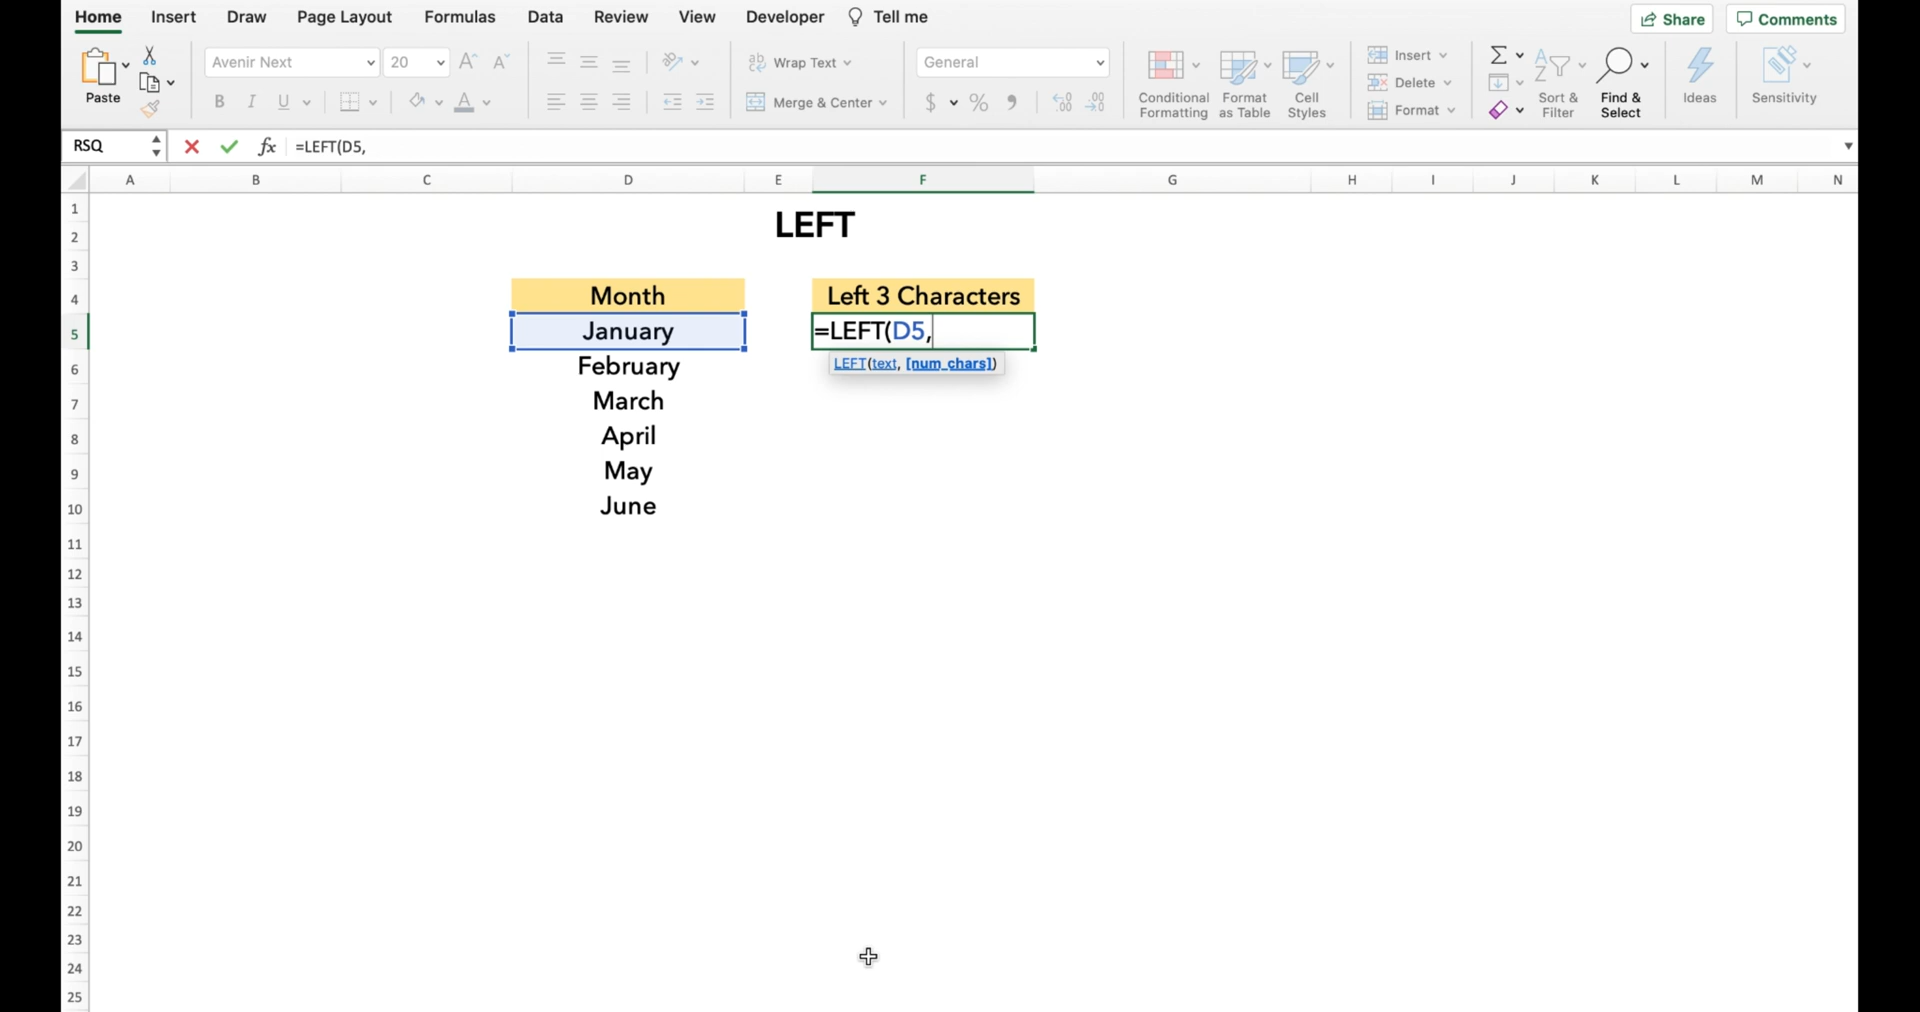 Home Insert Draw Page Layout Formulas Data Review View Developer Tell me Share Comments
Avenir Next 20 A A ab Wrap Text General Insert
Paste B I U A Merge & Center $ % Conditional Formatting Format as Table Cell Styles Delete Format Sort & Filter Find & Select Ideas Sensitivity
RSQ fx =LEFT(D5,
A B C D E F G H I J K L M N
1
LEFT
2
3
4 Month Left 3 Characters
5 January =LEFT(D5,
LEFT(text, [num_chars])
6 February
7 March
8 April
9 May
10 June
11
12
13
14
15
16
17
18
19
20
21
22
23
24
25